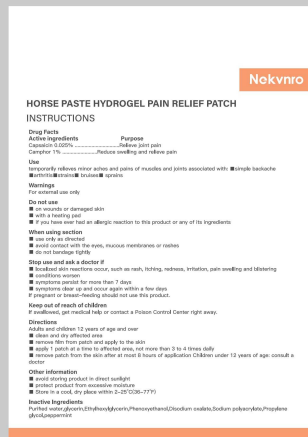 Nekvnro
HORSE PASTE HYDROGEL PAIN RELIEF PATCH
INSTRUCTIONS
Drug Facts
Active ingredients Purpose
Capsaicin 0.025% ..........................Relieve joint pain
Camphor 1% ....................Reduce swelling and relieve pain
Use
temporarily relieves minor aches and pains of muscles and joints associated with: ■simple backache
■arthritis■strains■ bruises■ sprains
Warnings
For external use only
Do not use
■ on wounds or damaged skin
■ with a heating pad
■ if you have ever had an allergic reaction to this product or any of its ingredients
When using section
■ use only as directed
■ avoid contact with the eyes, mucous membranes or rashes
■ do not bandage tightly
Stop use and ask a doctor if
■ localized skin reactions occur, such as rash, itching, redness, irritation, pain swelling and blistering
■ conditions worsen
■ symptoms persist for more than 7 days
■ symptoms clear up and occur again within a few days
If pregnant or breast-feeding should not use this product.
Keep out of reach of children
If swallowed, get medical help or contact a Poison Control Center right away.
Directions
Adults and children 12 years of age and over
■ clean and dry affected area
■ remove film from patch and apply to the skin
■ apply 1 patch at a time to affected area, not more than 3 to 4 times daily
■ remove patch from the skin after at most 8 hours of application Children under 12 years of age: consult a
doctor
Other information
■ avoid storing product in direct sunlight
■ protect product from excessive moisture
■ Store in a cool, dry place within 2-25°C(36-77°F)
Inactive Ingredients
Purified water,glycerin,Ethylhexylglycerin,Phenoxyethanol,Disodium oxalate,Sodium polyacrylate,Propylene
glycol,peppermint